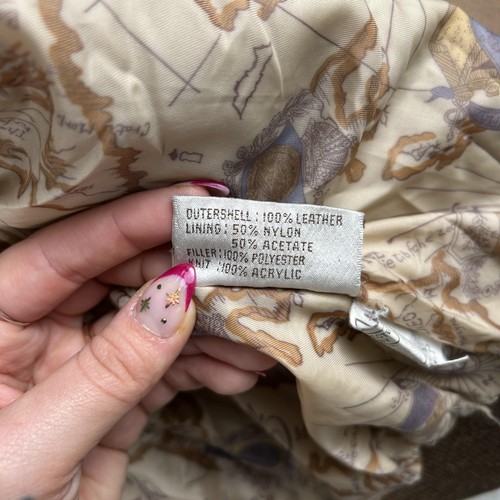 OUTERSHELL : 100% LEATHER
LINING : 50% NYLON
50% ACETATE
FILLER: 100% POLYESTER
KNIT : 100% ACRYLIC